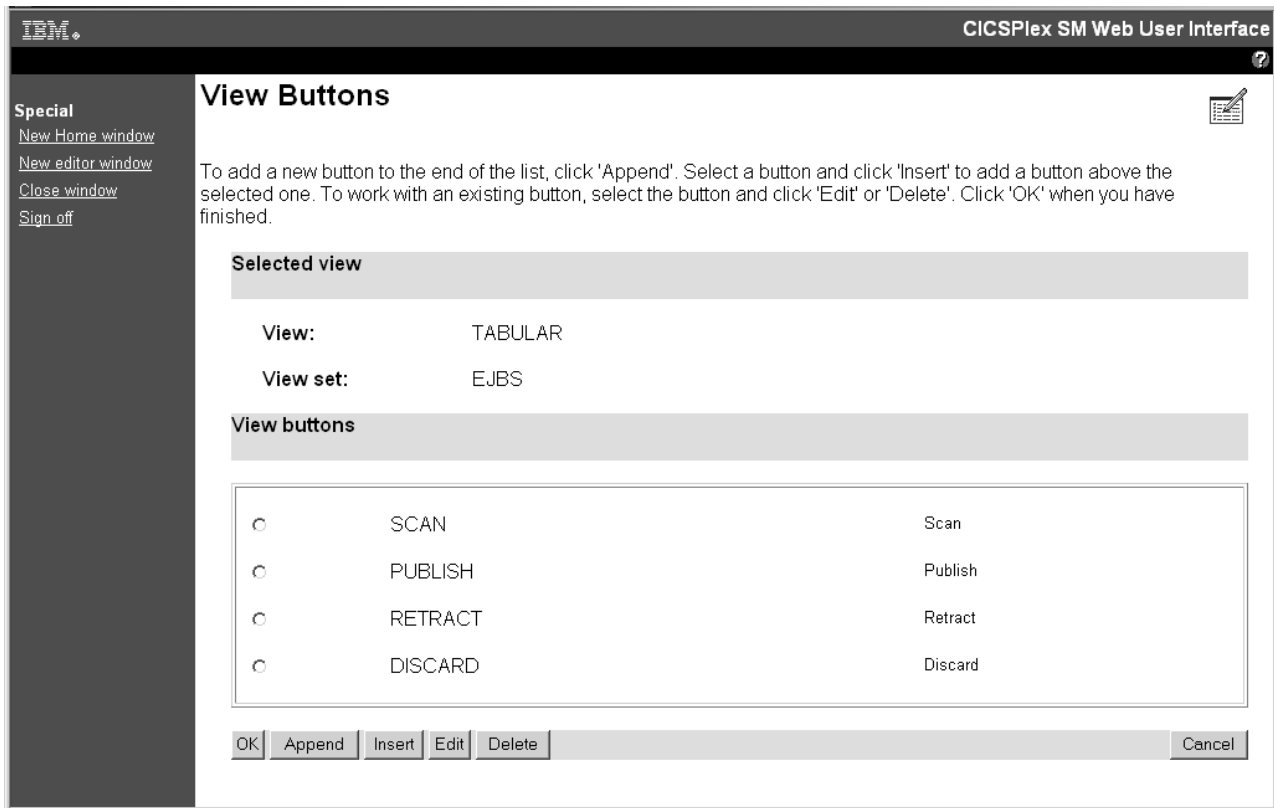 IBM.
CICSPlex SM Web User Interface
?
Special
New Home window
New editor window
Close window
Sign off
View Buttons
To add a new button to the end of the list, click 'Append'. Select a button and click 'Insert' to add a button above the
selected one. To work with an existing button, select the button and click 'Edit' or 'Delete'. Click 'OK' when you have
finished.
Selected view
View: TABULAR
View set: EJBS
View buttons
SCAN Scan
PUBLISH Publish
RETRACT Retract
DISCARD Discard
OK Append Insert Edit Delete Cancel